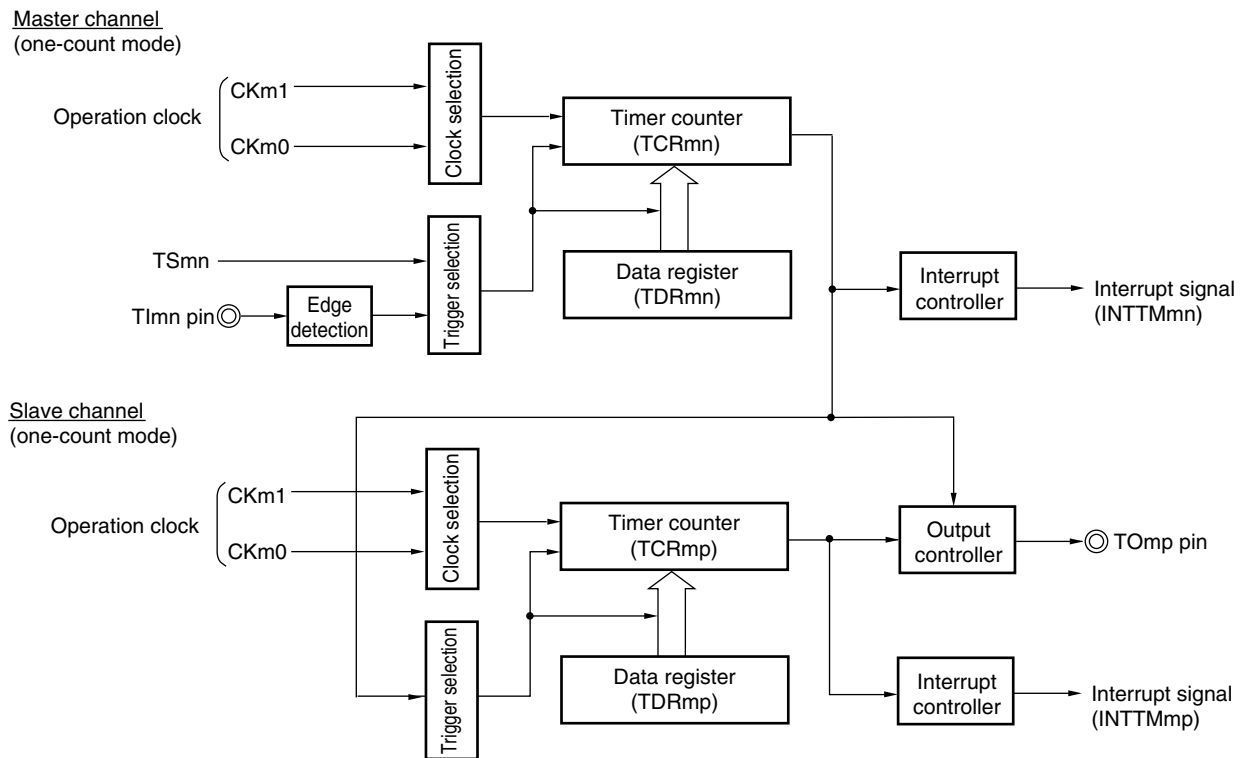 Master channel
(one-count mode)
Operation clock
CKm1
CKm0
Clock selection
Timer counter
(TCRmn)
TSmn
TImn pin
Edge
detection
Trigger selection
Data register
(TDRmn)
Interrupt
controller
Interrupt signal
(INTTMmn)
Slave channel
(one-count mode)
Operation clock
CKm1
CKm0
Clock selection
Timer counter
(TCRmp)
Output
controller
TOmp pin
Trigger selection
Data register
(TDRmp)
Interrupt
controller
Interrupt signal
(INTTMmp)